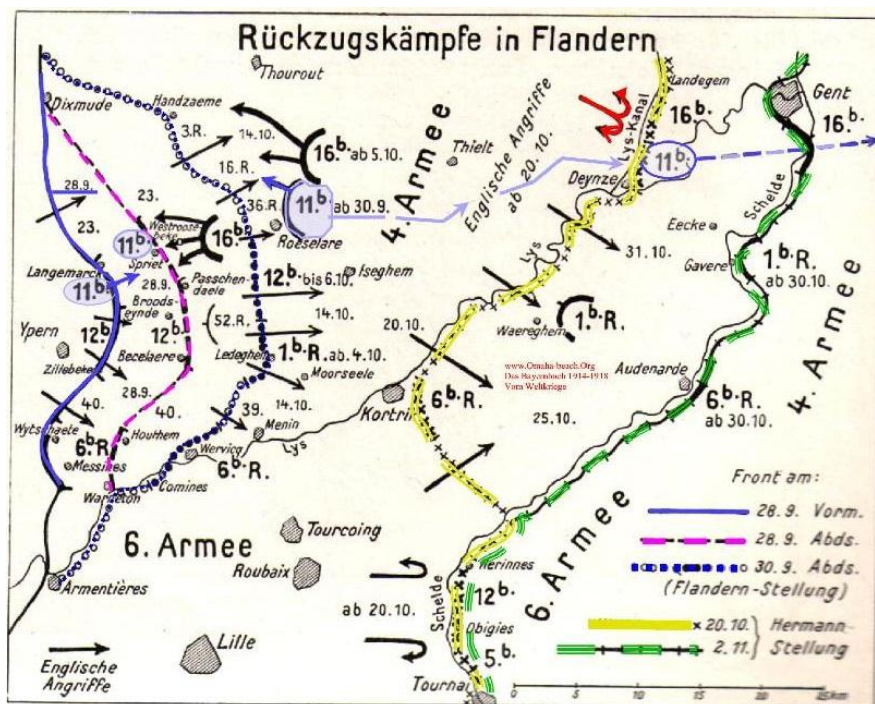 Rückzugskämpfe in Flandern
Thourout
Dixmude
Handzaeme
3.R.
14.10.
16.b. ab 5.10.
16.R.
Thielt
4. Armee
Englische Angriffe
ab 20.10.
Lys-Kanal
Landegem
16.b.
Gent
16.b.
11.b.
Deynze
28.9.
23.
23.
36.R.
11.b. ab 30.9.
Roeselare
Westroose-
beke
16.b.
11.b.
Spriet
Langemarck
11.b.
28.9.
Passchen-
daele
Broods-
eynde
12.b. bis 6.10.
Iseghem
Lys
31.10.
Eecke
Gavere
Schelde
1.b.R.
ab 30.10.
Ypern
12.b.
12.b.
52.R.
14.10.
20.10.
Waereghem
1.b.R.
Zillebeke
Becelaere
Ledeghem
1.b.R. ab 4.10.
Moorseele
www.Omaha-beach.Org
Das Bayernbuch 1914-1918
Vom Weltkriege
Audenarde
4. Armee
40.
28.9.
40.
39.
14.10.
Kortrik
6.b.R.
25.10.
6.b.R.
ab 30.10.
Wytschaete
6.b.R.
Houthem
Menin
Lys
Messines
Wervicq
6.b.R.
Warneton
Comines
6. Armee
Tourcoing
Roubaix
Armentières
Lille
ab 20.10.
Schelde
Werinnes
12.b.
Obigies
5.b.
Tournai
6. Armee
Englische
Angriffe
Front am:
28.9. Vorm.
28.9. Abds.
30.9. Abds.
(Flandern-Stellung)
20.10. Hermann-
2.11. Stellung
0 5 10 15 20 25km